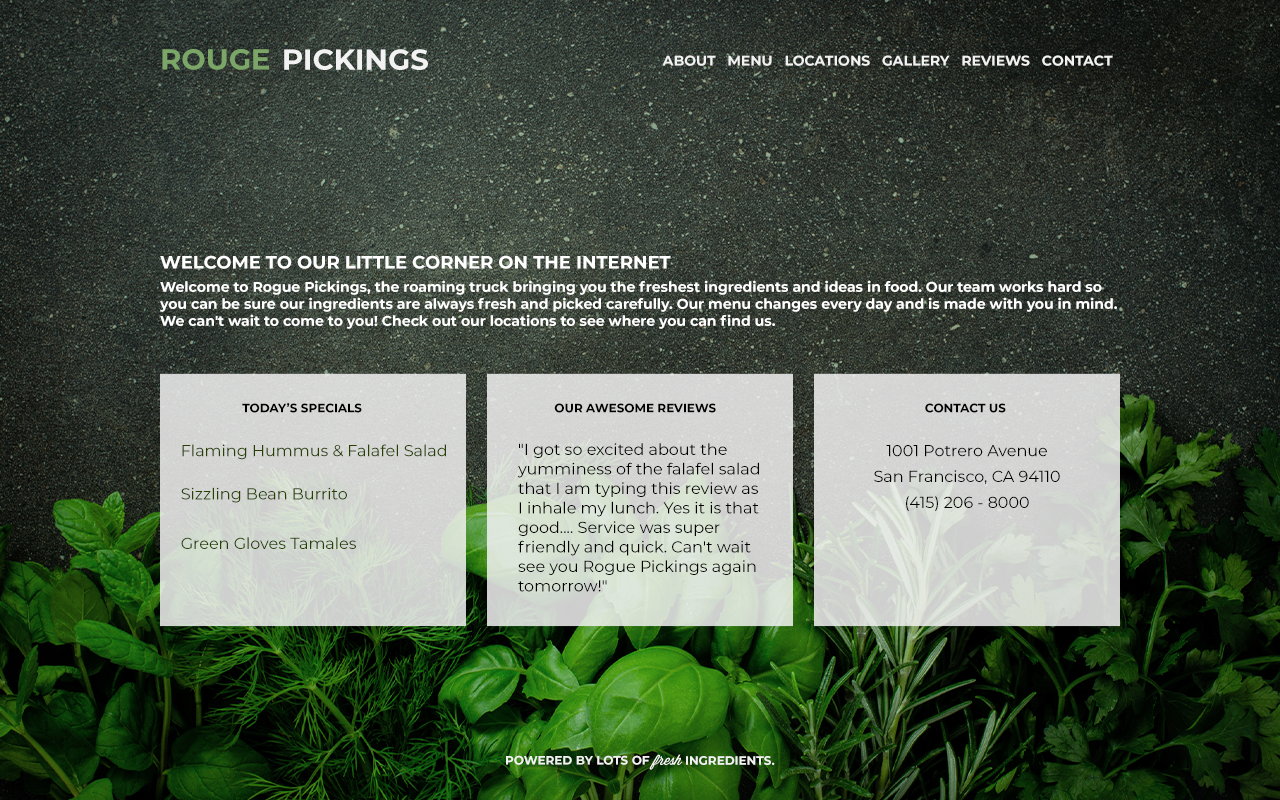 ROUGE PICKINGS
ABOUT MENU LOCATIONS GALLERY REVIEWS CONTACT
WELCOME TO OUR LITTLE CORNER ON THE INTERNET
Welcome to Rogue Pickings, the roaming truck bringing you the freshest ingredients and ideas in food. Our team works hard so
you can be sure our ingredients are always fresh and picked carefully. Our menu changes every day and is made with you in mind.
We can't wait to come to you! Check out our locations to see where you can find us.
TODAY’S SPECIALS
Flaming Hummus & Falafel Salad
Sizzling Bean Burrito
Green Gloves Tamales
OUR AWESOME REVIEWS
"I got so excited about the
yumminess of the falafel salad
that I am typing this review as
I inhale my lunch. Yes it is that
good.... Service was super
friendly and quick. Can't wait
see you Rogue Pickings again
tomorrow!"
CONTACT US
1001 Potrero Avenue
San Francisco, CA 94110
(415) 206 - 8000
POWERED BY LOTS OF fresh INGREDIENTS.